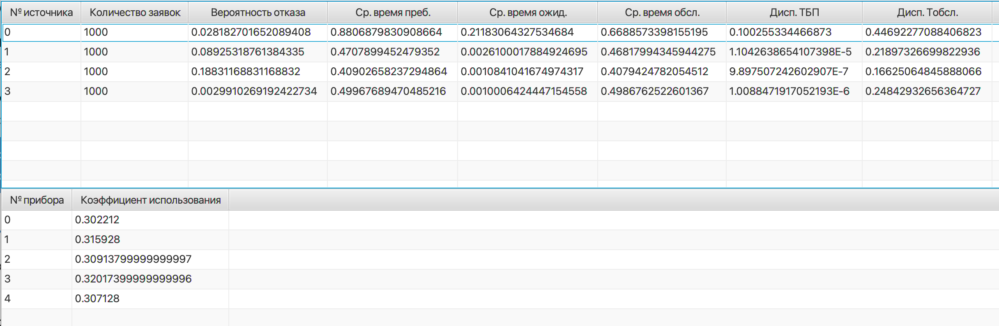 № источника Количество заявок Вероятность отказа Ср. время преб. Ср. время ожид. Ср. время обсл. Дисп. ТБП Дисп. Тобсл.
0 1000 0.028182701652089408 0.8806879830908664 0.21183064327534684 0.6688573398155195 0.100255334466873 0.44692277088406823
1 1000 0.08925318761384335 0.4707899452479352 0.0026100017884924695 0.46817994345944275 1.1042638654107398E-5 0.21897326699822936
2 1000 0.18831168831168832 0.40902658237294864 0.0010841041674974317 0.4079424782054512 9.897507242602907E-7 0.166250648458880​66
3 1000 0.0029910269192422734 0.49967689470485216 0.0010006424447154558 0.4986762522601367 1.0088471917052193E-6 0.24842932656364727
№ прибора Коэффициент использования
0 0.302212
1 0.315928
2 0.30913799999999997
3 0.32017399999999996
4 0.307128